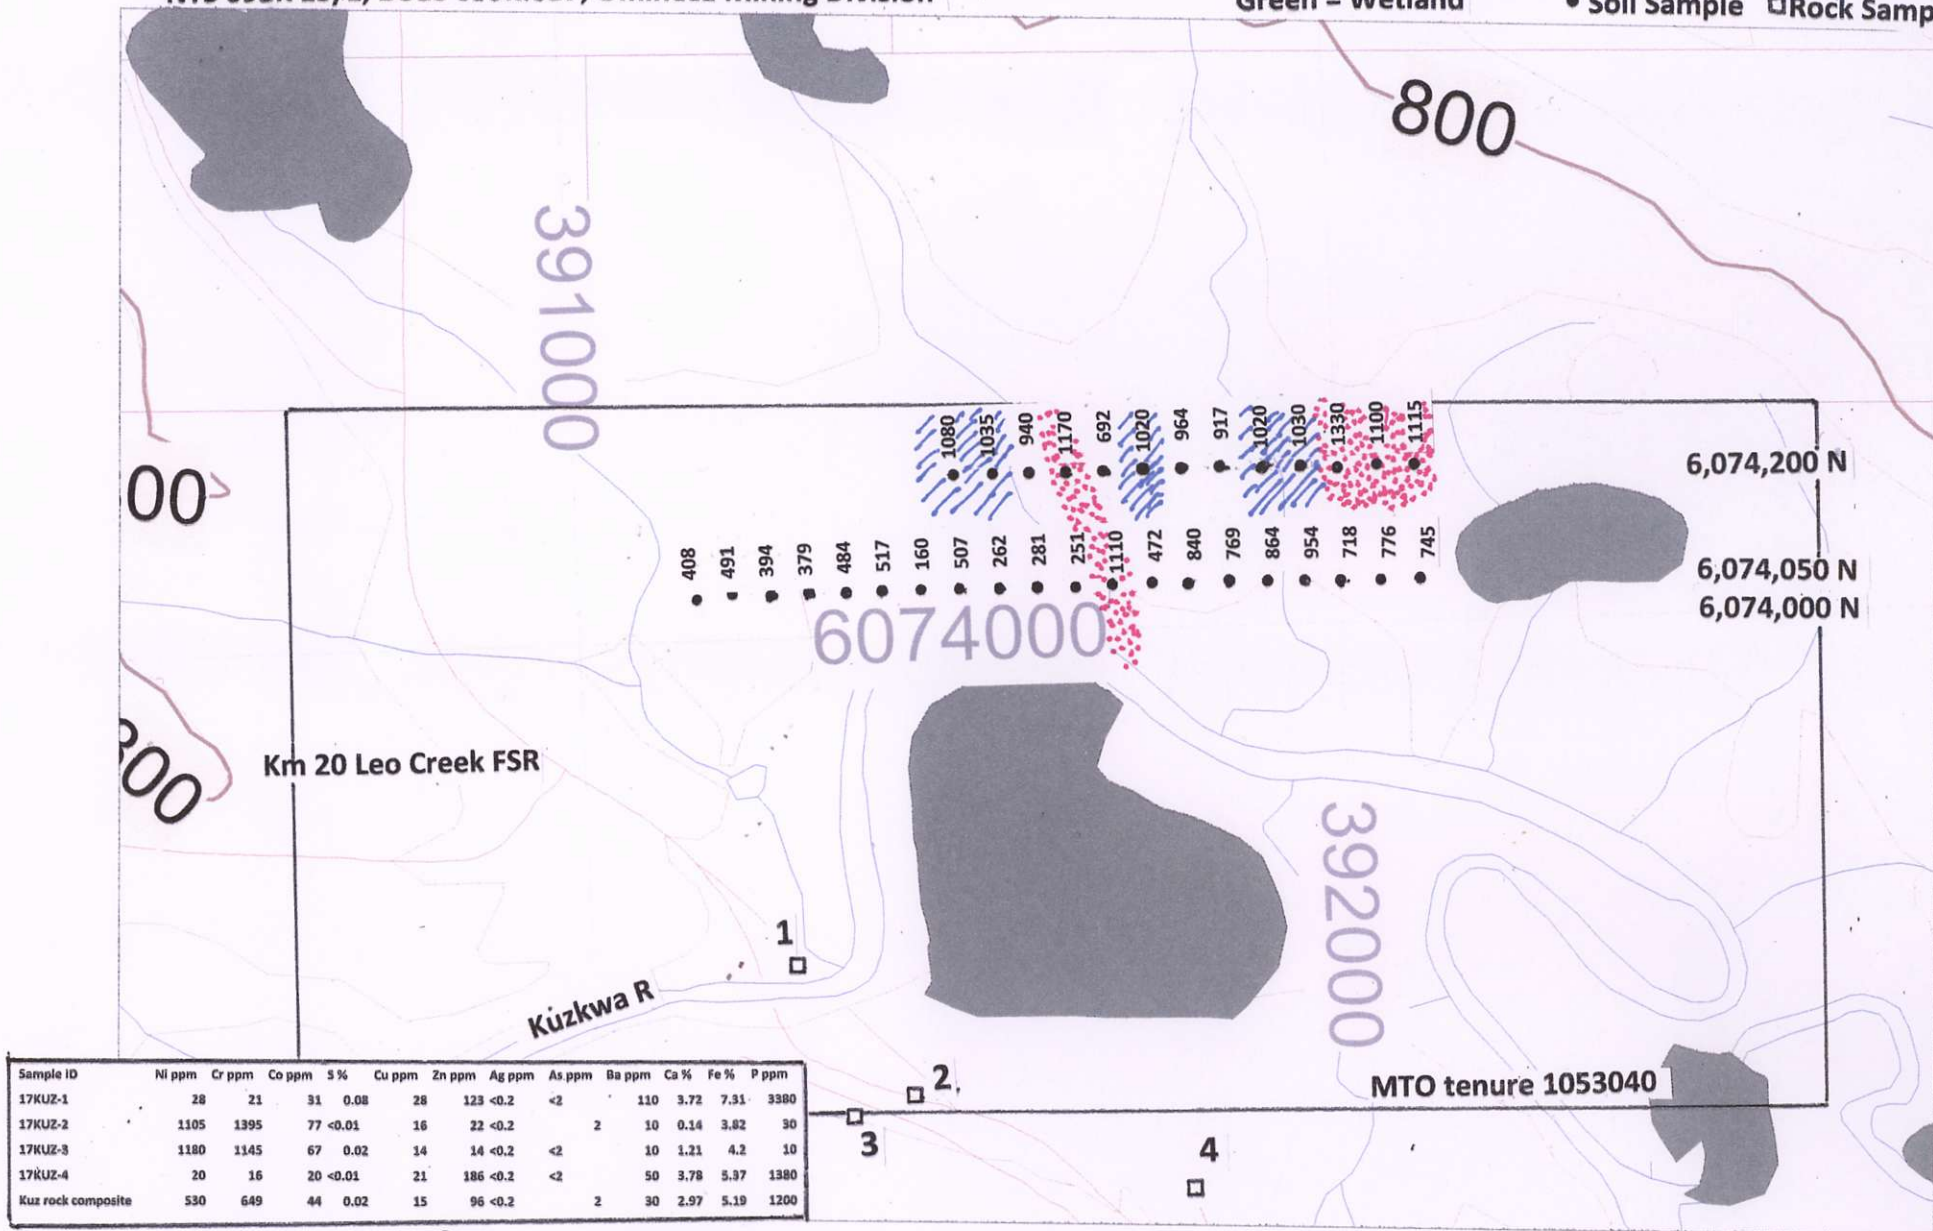 Green = Wetland
• Soil Sample □Rock Samp
800
391000
1080 1035 940 1170 692 1020 964 917 1020 1030 1330 1100 1115
6,074,200 N
00
408 491 394 379 484 517 160 507 262 281 251 1110 472 840 769 864 954 718 776 745
6,074,050 N
6,074,000 N
6074000
800
Km 20 Leo Creek FSR
392000
1
Kuzkwa R
2
MTO tenure 1053040
3
4
Sample ID Ni ppm Cr ppm Co ppm S % Cu ppm Zn ppm Ag ppm As ppm Ba ppm Ca % Fe % P ppm
17KUZ-1 28 21 31 0.08 28 123 <0.2 <2 110 3.72 7.31 3380
17KUZ-2 1105 1395 77 <0.01 16 22 <0.2 2 10 0.14 3.82 30
17KUZ-3 1180 1145 67 0.02 14 14 <0.2 <2 10 1.21 4.2 10
17KUZ-4 20 16 20 <0.01 21 186 <0.2 <2 50 3.78 5.37 1380
Kuz rock composite 530 649 44 0.02 15 96 <0.2 2 30 2.97 5.19 1200